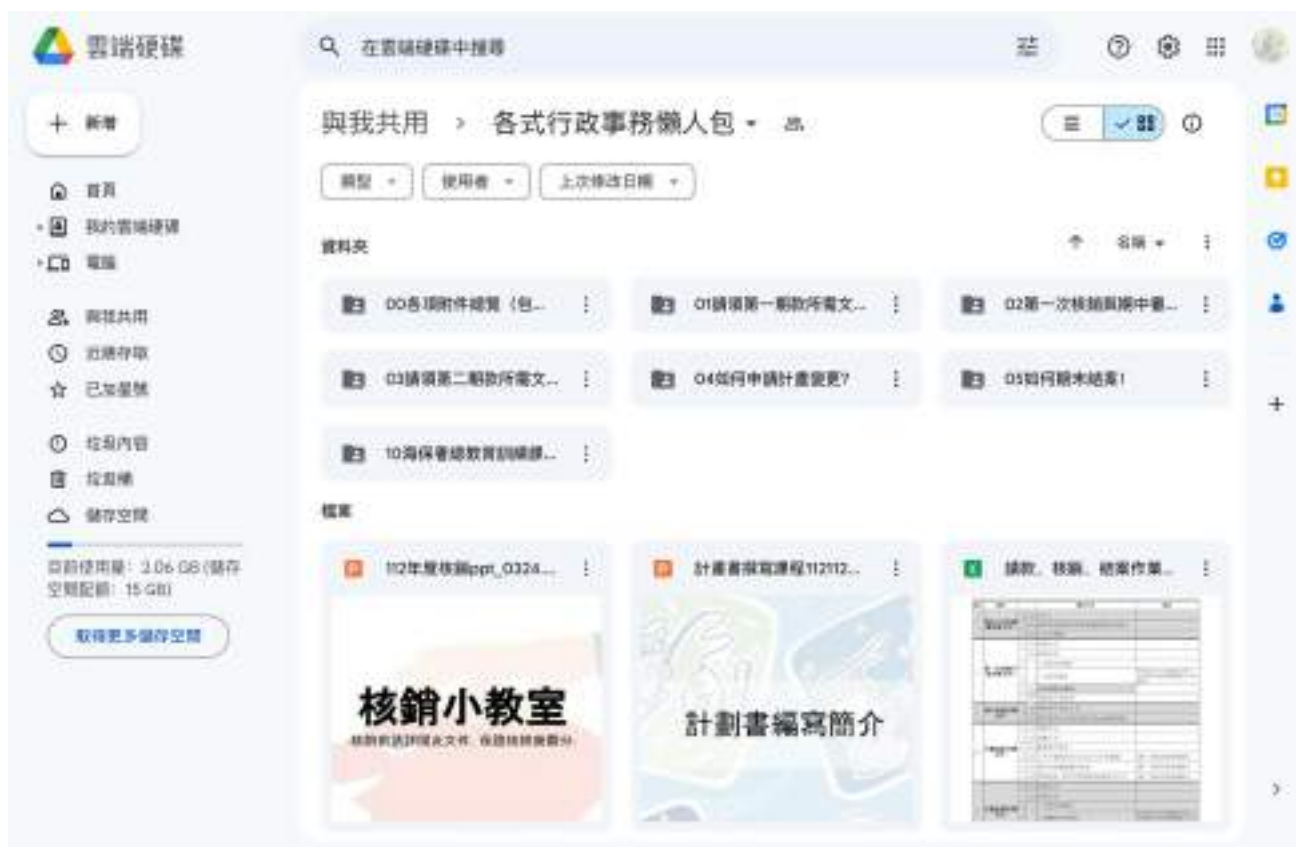 雲端硬碟
在雲端硬碟中搜尋
新增
與我共用 > 各式行政事務懶人包
類型
使用者
上次修改日期
首頁
我的雲端硬碟
電腦
與我共用
近期存取
已加星號
垃圾內容
垃圾桶
儲存空間
目前使用量：2.06 GB (儲存
空間配額：15 GB)
取得更多儲存空間
資料夾
名稱
00各項附件總覽（包...
01請領第一期款所需文...
02第一次核銷與期中審...
03請領第二期款所需文...
04如何申請計畫變更?
05如何期末結案!
10海保署總教育訓練課...
檔案
112年度核銷ppt_0324...
計畫書撰寫課程112112...
請款、核銷、結案作業...
核銷小教室
計劃書編寫簡介